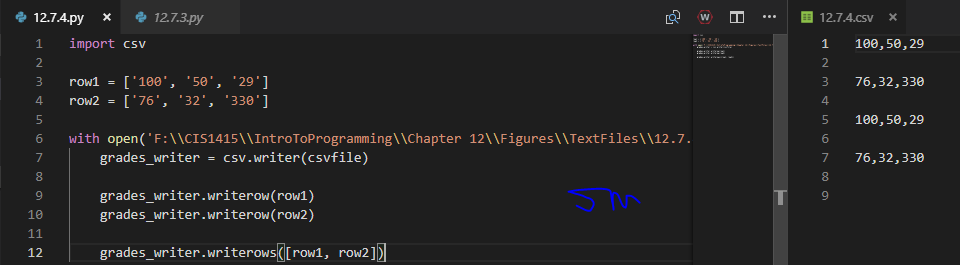 12.7.4.py
12.7.3.py
12.7.4.csv
1 import csv
2
3 row1 = ['100', '50', '29']
4 row2 = ['76', '32', '330']
5
6 with open('F:\\CIS1415\\IntroToProgramming\\Chapter 12\\Figures\\TextFiles\\12.7.
7 grades_writer = csv.writer(csvfile)
8
9 grades_writer.writerow(row1)
10 grades_writer.writerow(row2)
11
12 grades_writer.writerows([row1, row2])
1 100,50,29
2
3 76,32,330
4
5 100,50,29
6
7 76,32,330
8
9